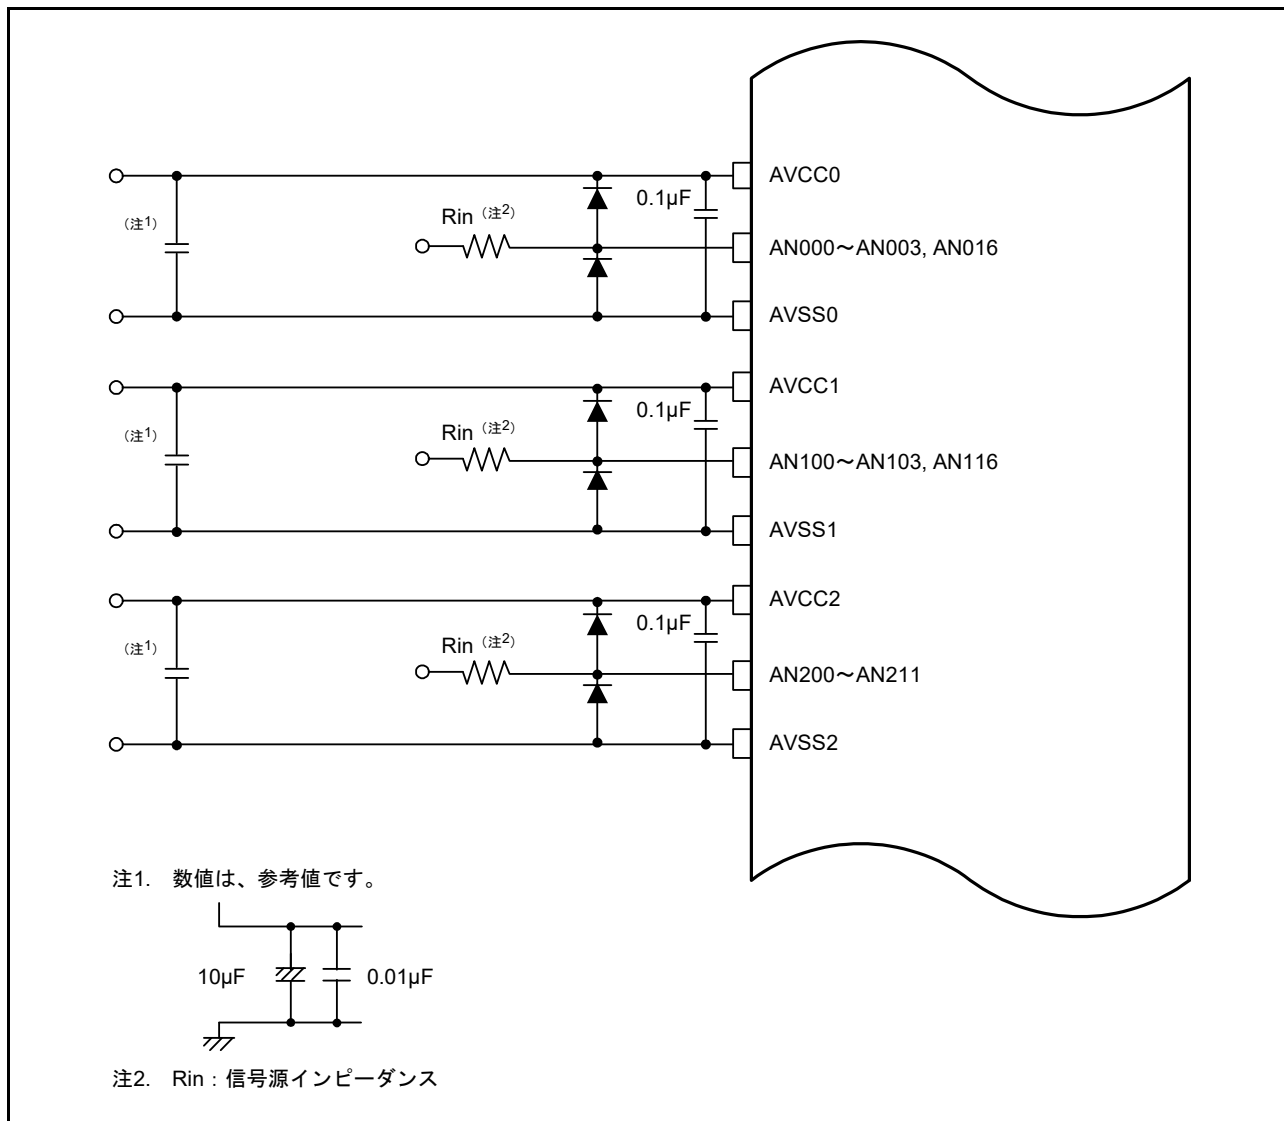 AVCC0
0.1µF
(注1)
Rin (注2)
AN000～AN003, AN016
AVSS0
AVCC1
0.1µF
(注1)
Rin (注2)
AN100～AN103, AN116
AVSS1
AVCC2
0.1µF
(注1)
Rin (注2)
AN200～AN211
AVSS2
注1. 数値は、参考値です。
10µF
0.01µF
注2. Rin：信号源インピーダンス